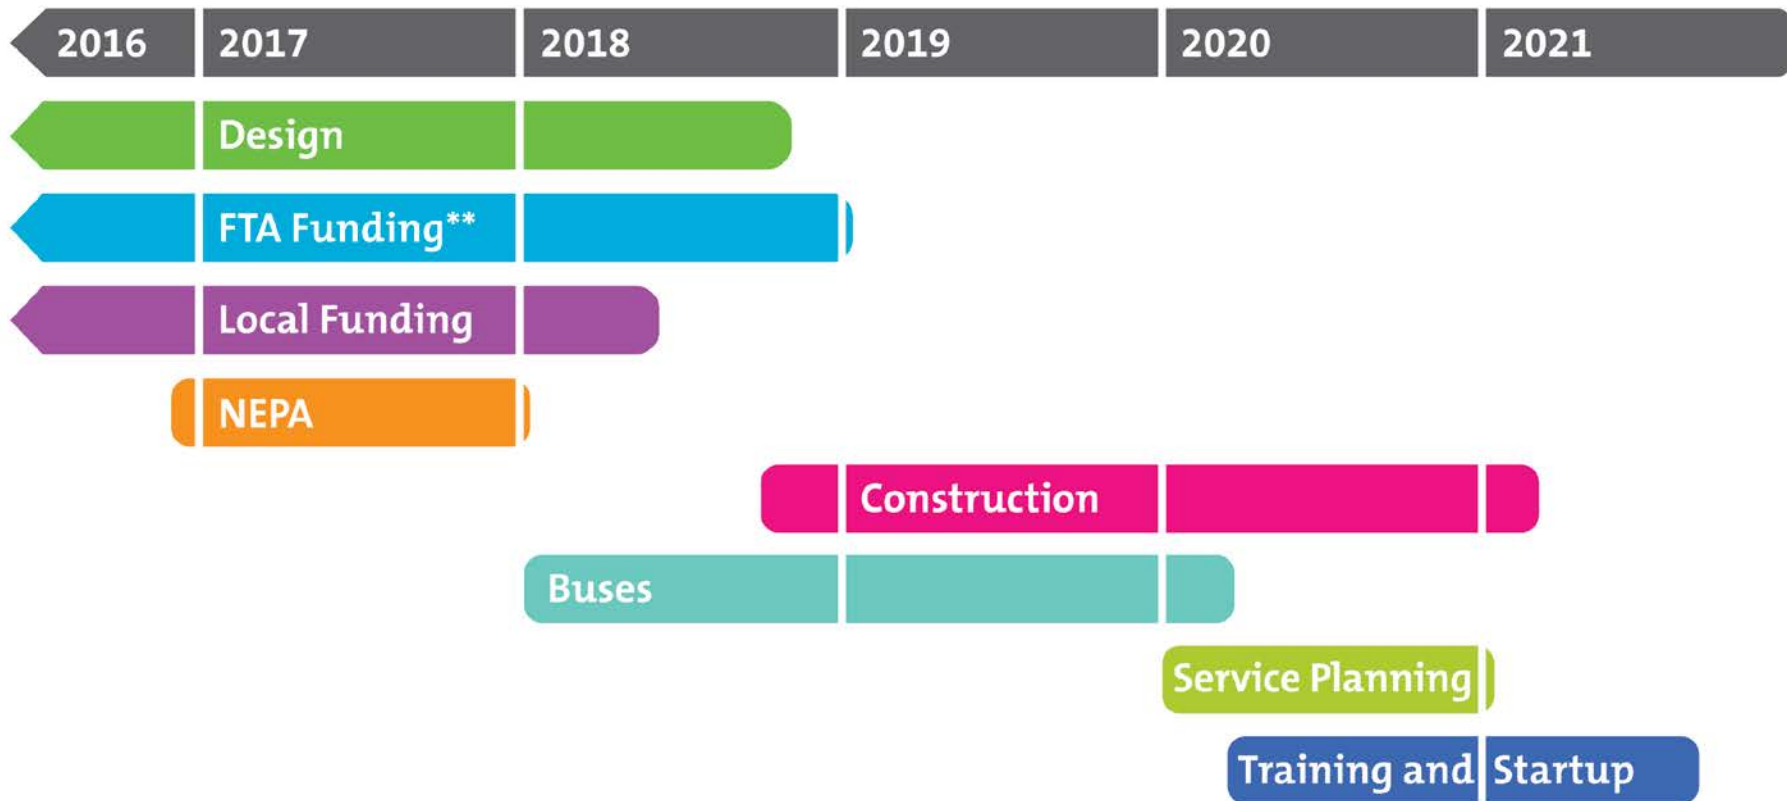 2016 2017 2018 2019 2020 2021
Design
FTA Funding**
Local Funding
NEPA
Construction
Buses
Service Planning
Training and Startup